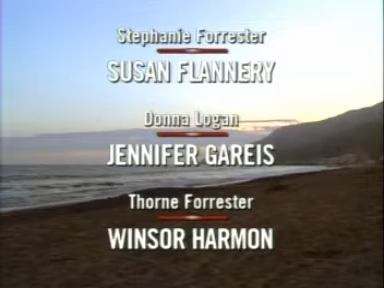 Stephanie Forrester
SUSAN FLANNERY
Donna Logan
JENNIFER GAREIS
Thorne Forrester
WINSOR HARMON